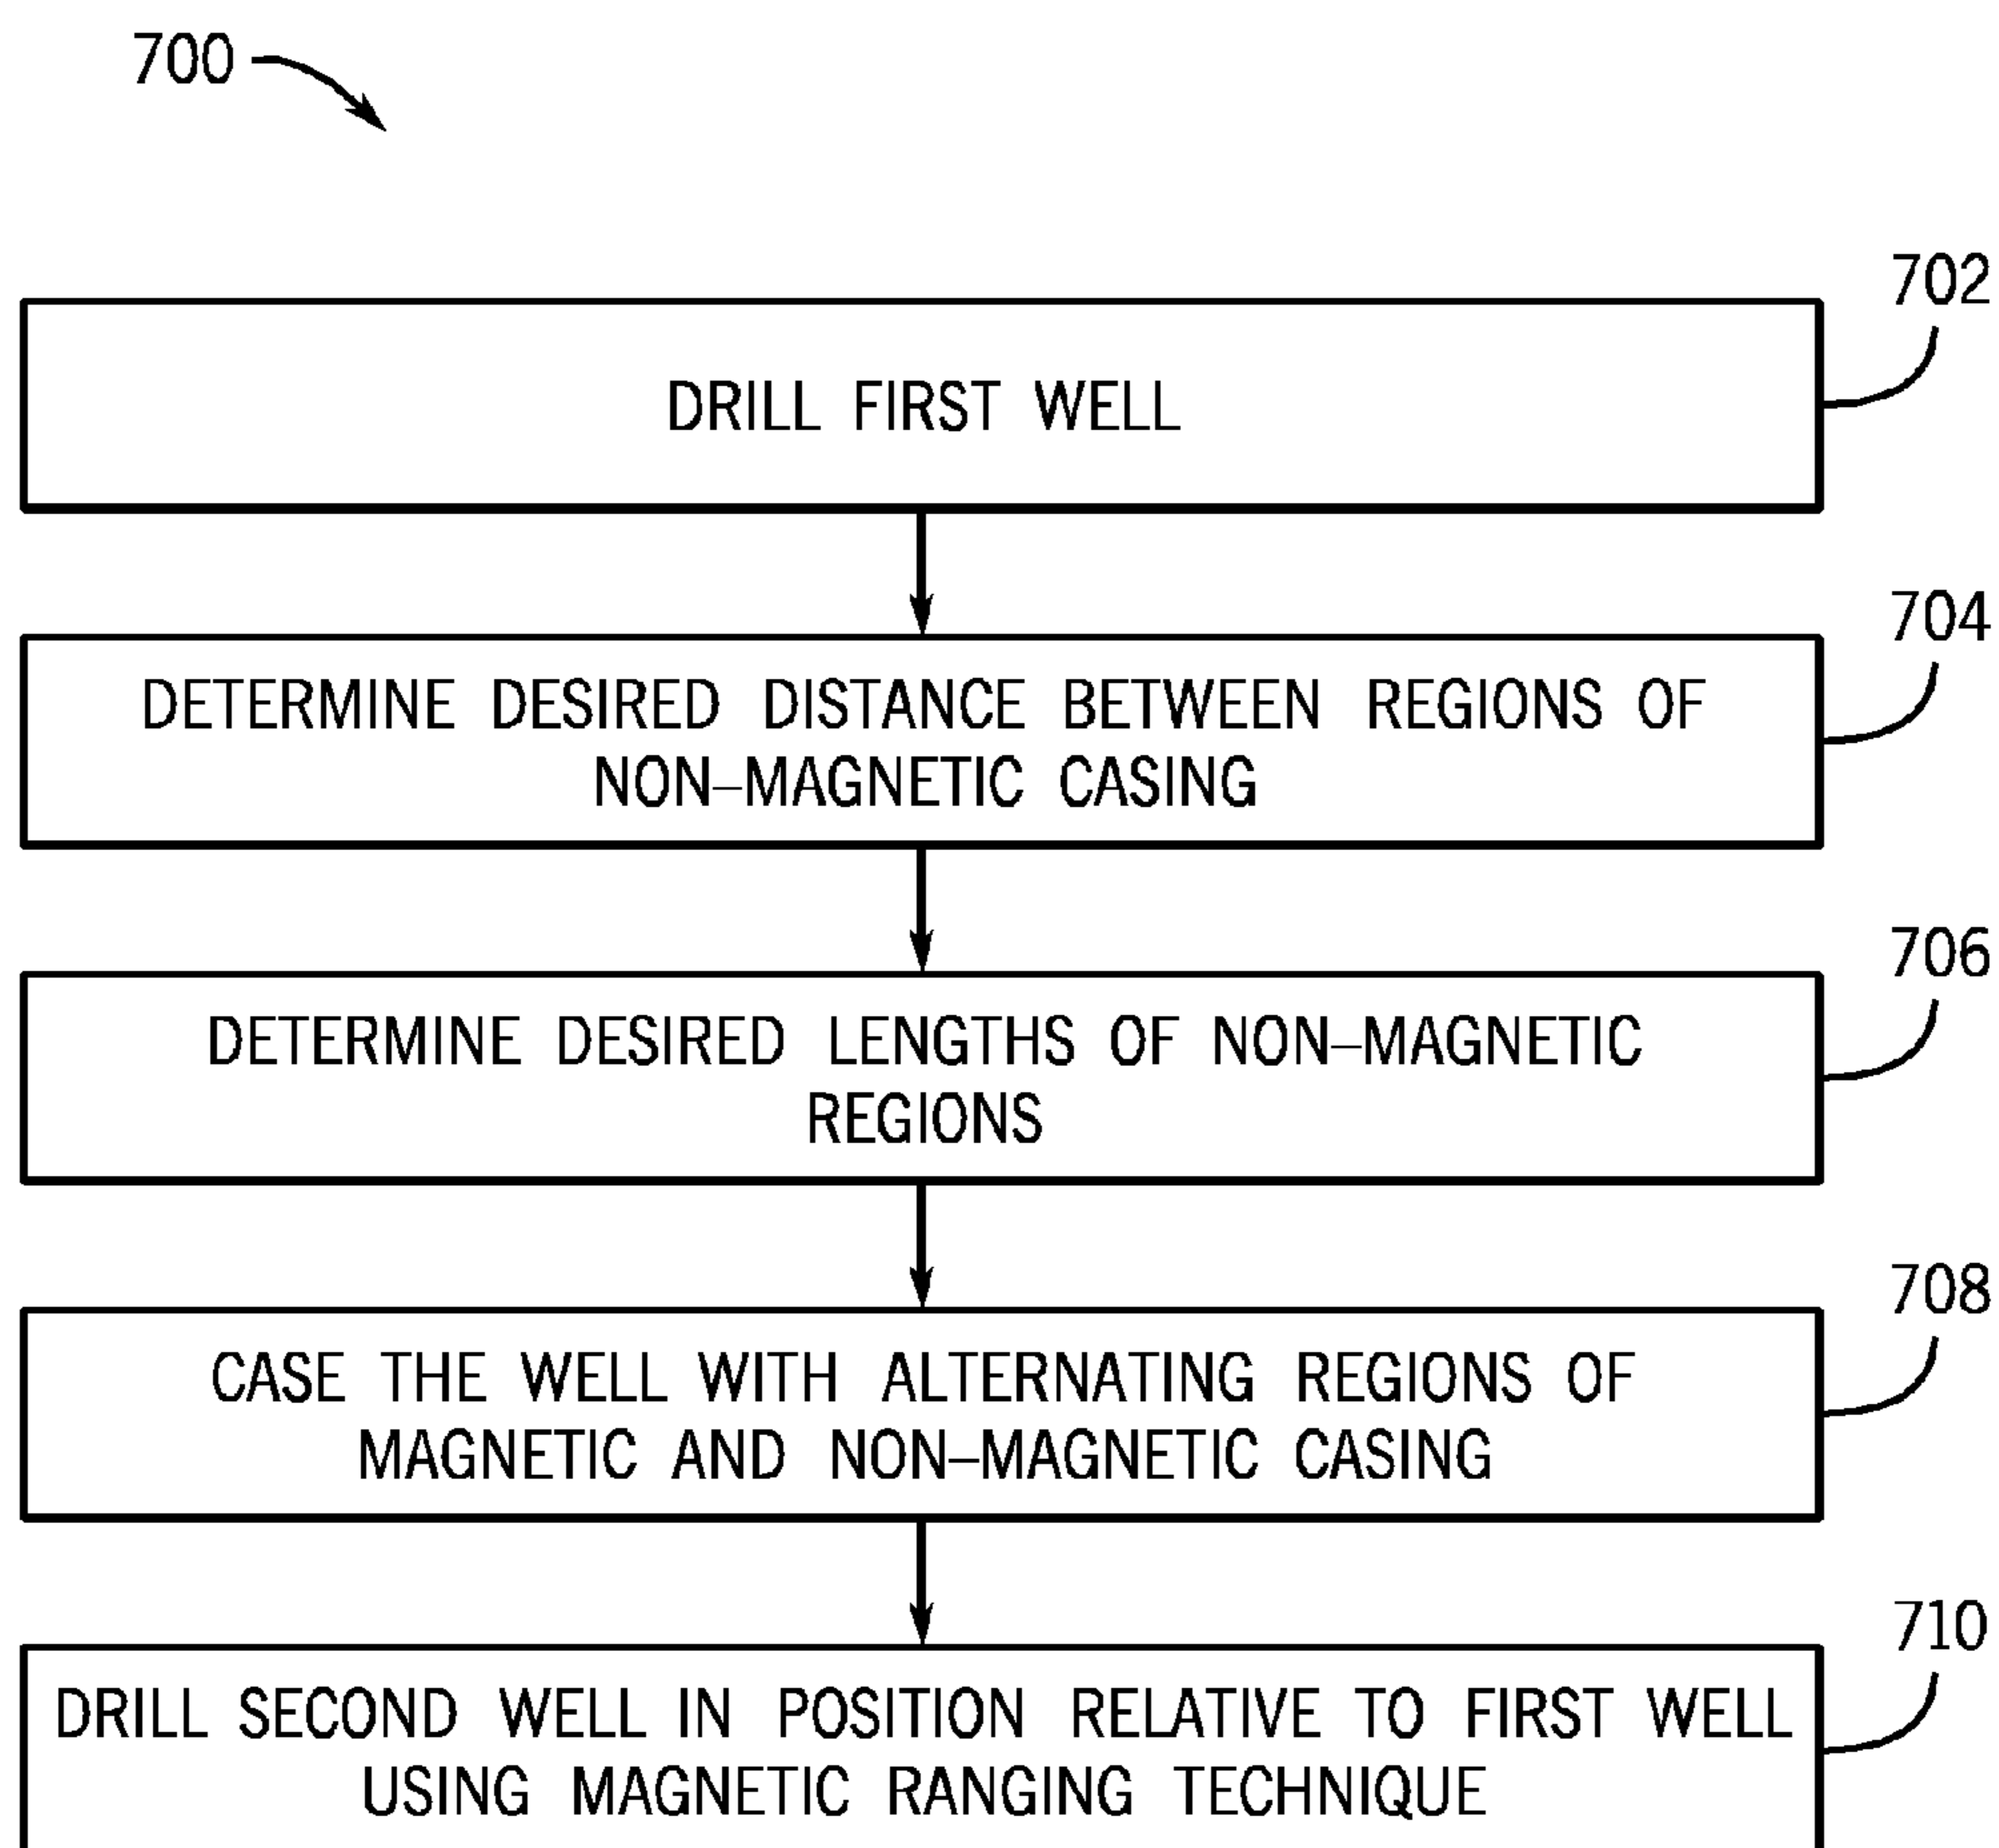 700
702
DRILL FIRST WELL
704
DETERMINE DESIRED DISTANCE BETWEEN REGIONS OF
NON–MAGNETIC CASING
706
DETERMINE DESIRED LENGTHS OF NON–MAGNETIC
REGIONS
708
CASE THE WELL WITH ALTERNATING REGIONS OF
MAGNETIC AND NON–MAGNETIC CASING
710
DRILL SECOND WELL IN POSITION RELATIVE TO FIRST WELL
USING MAGNETIC RANGING TECHNIQUE